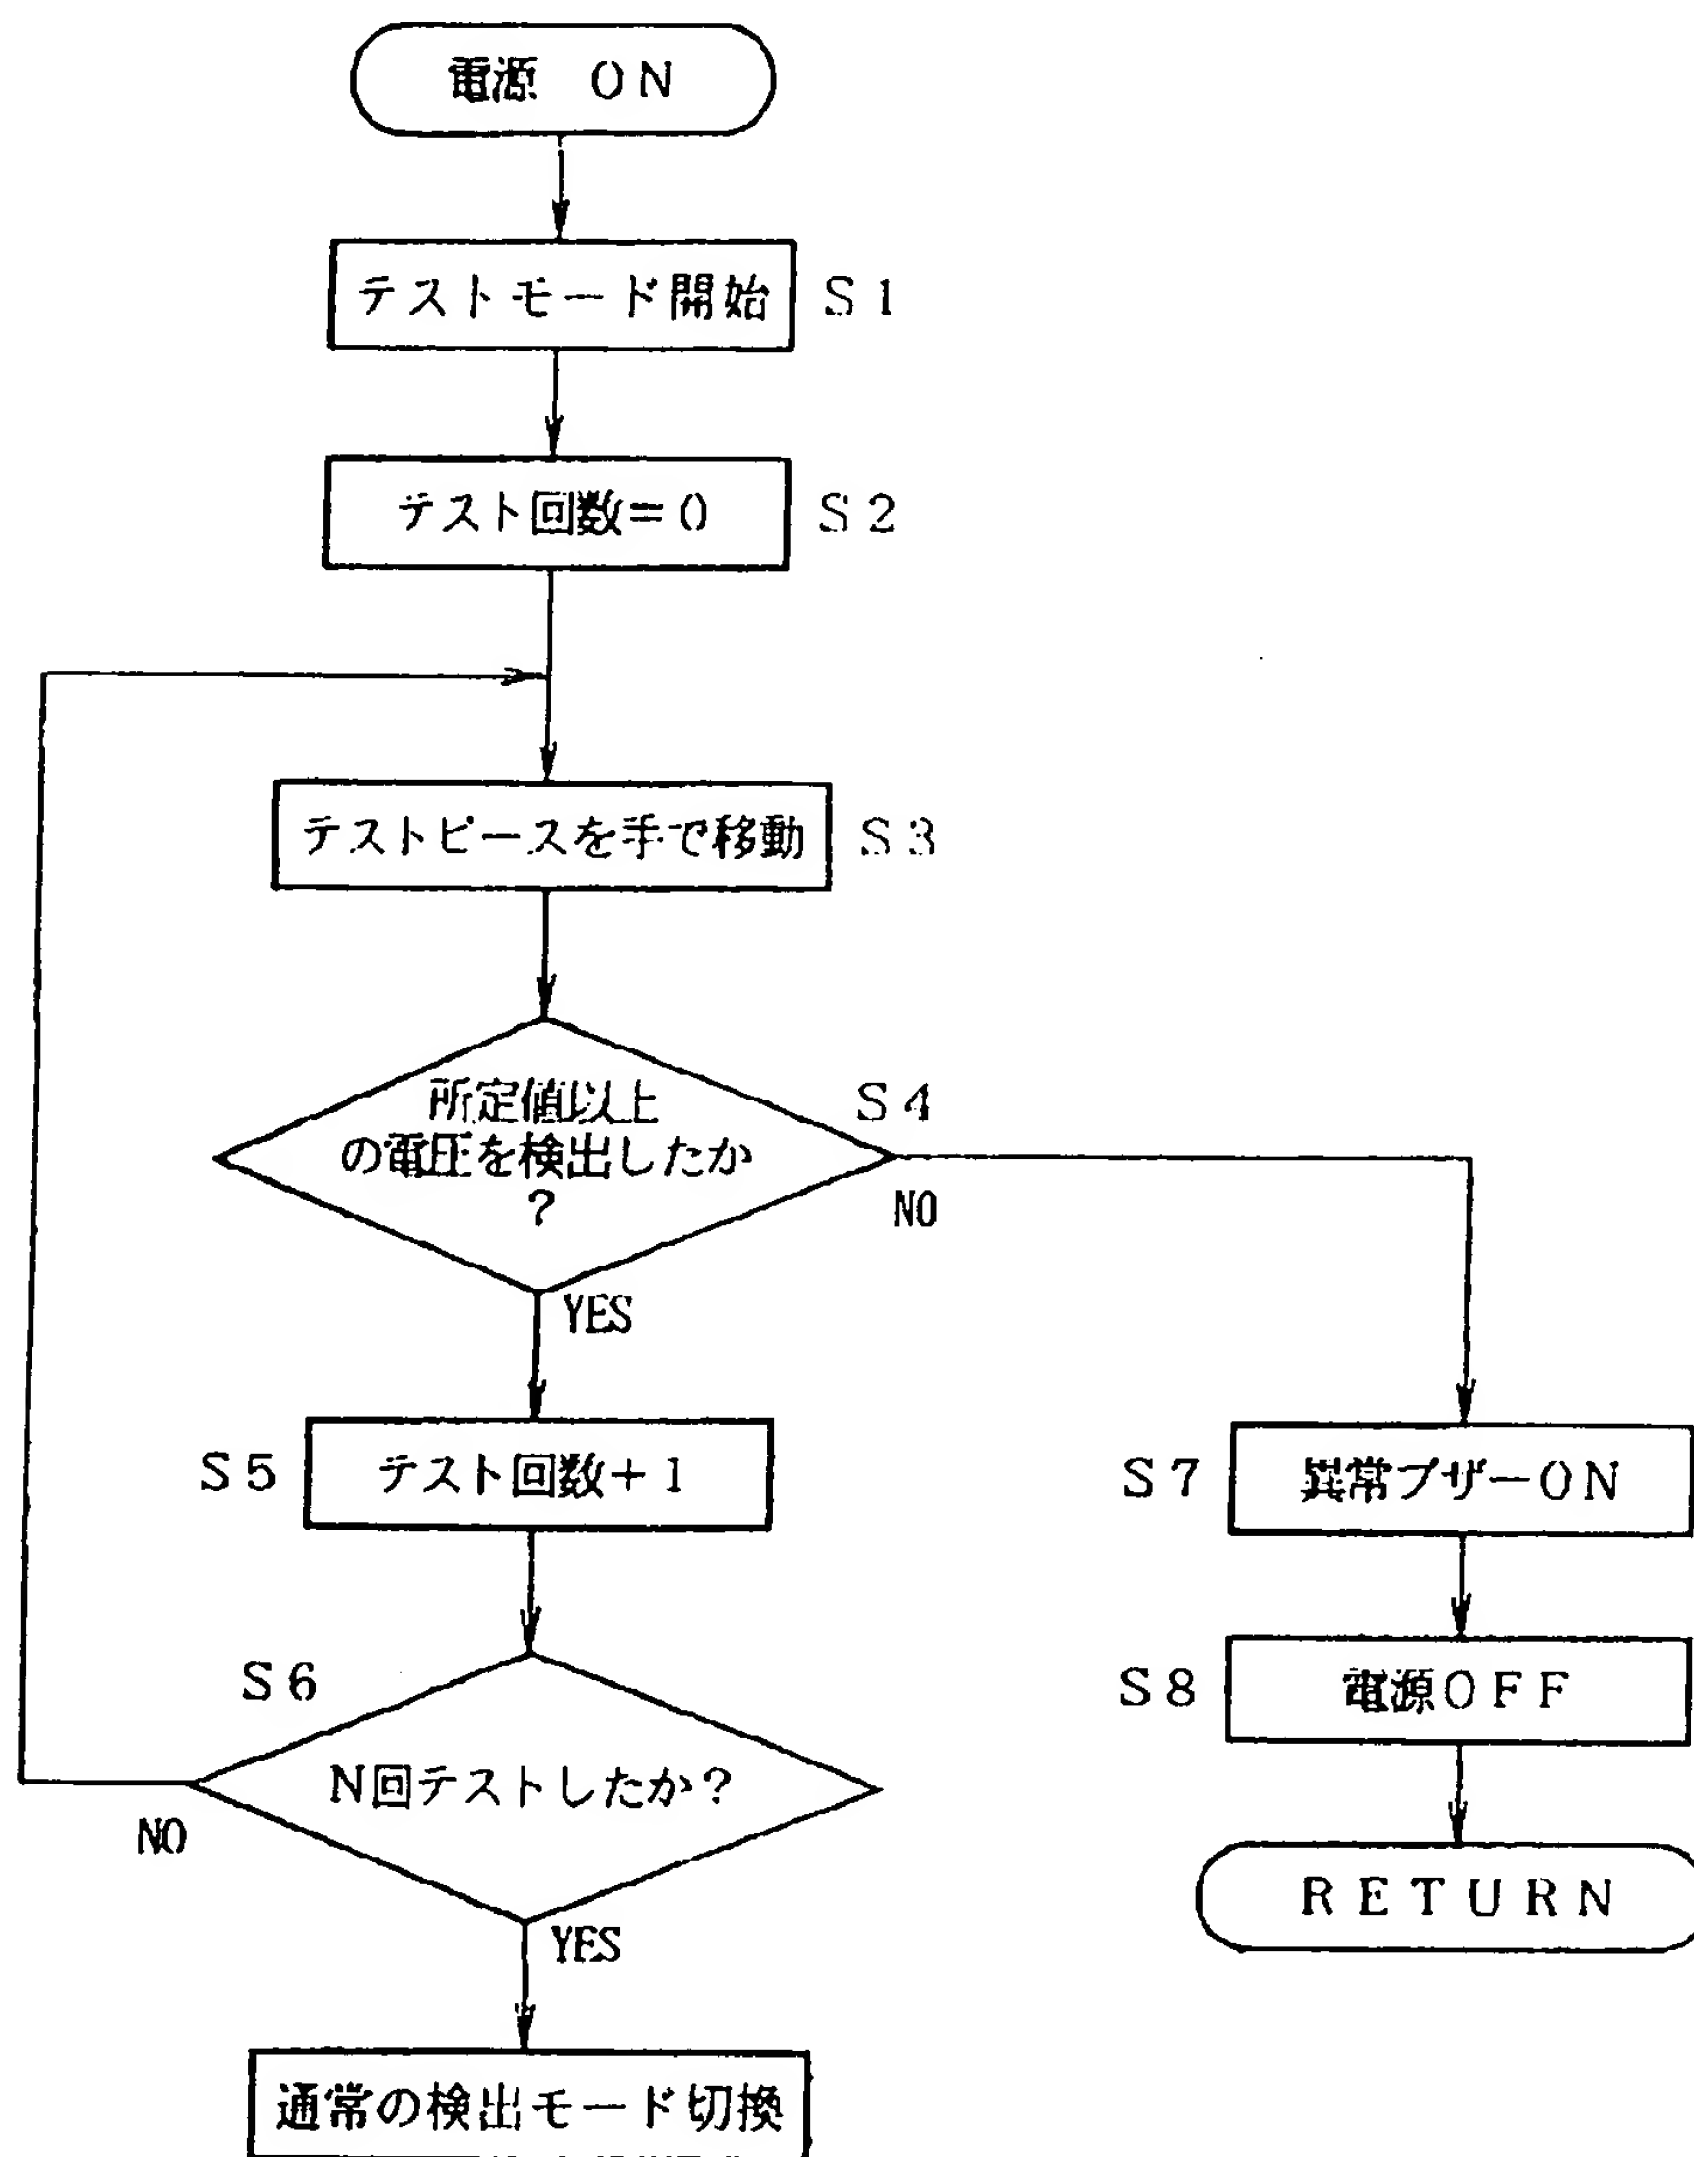 電源 ON
テストモード開始 S1
テスト回数=0 S2
テストピースを手で移動 S3
所定値以上
の電圧を検出したか
?
S4
NO
YES
S5 テスト回数+1
S7 異常ブザーON
S6
S8 電源OFF
N回テストしたか?
NO
RETURN
YES
通常の検出モード切換